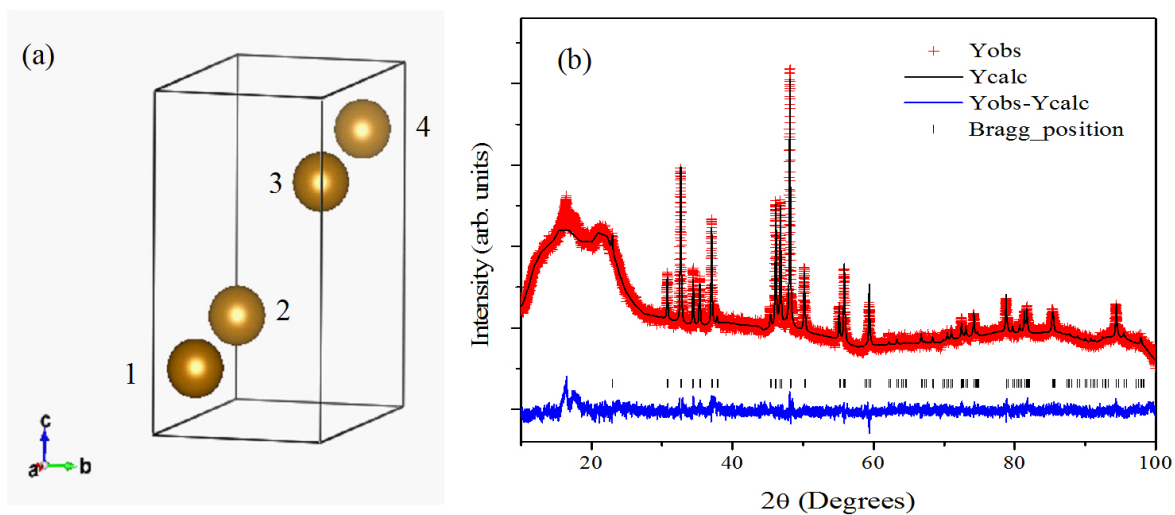 (a)
4
3
2
1
c
a
b
(b)
Yobs
Ycalc
Yobs-Ycalc
Bragg_position
Intensity (arb. units)
20
40
60
80
100
2θ (Degrees)